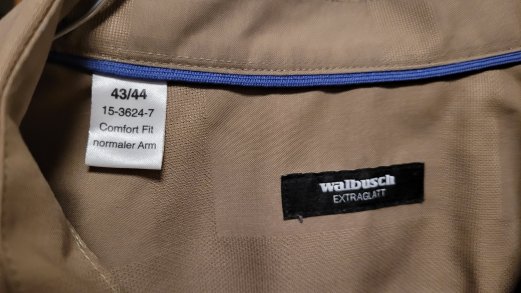 43/44
15-3624-7
Comfort Fit
normaler Arm
walbusch
EXTRAGLATT